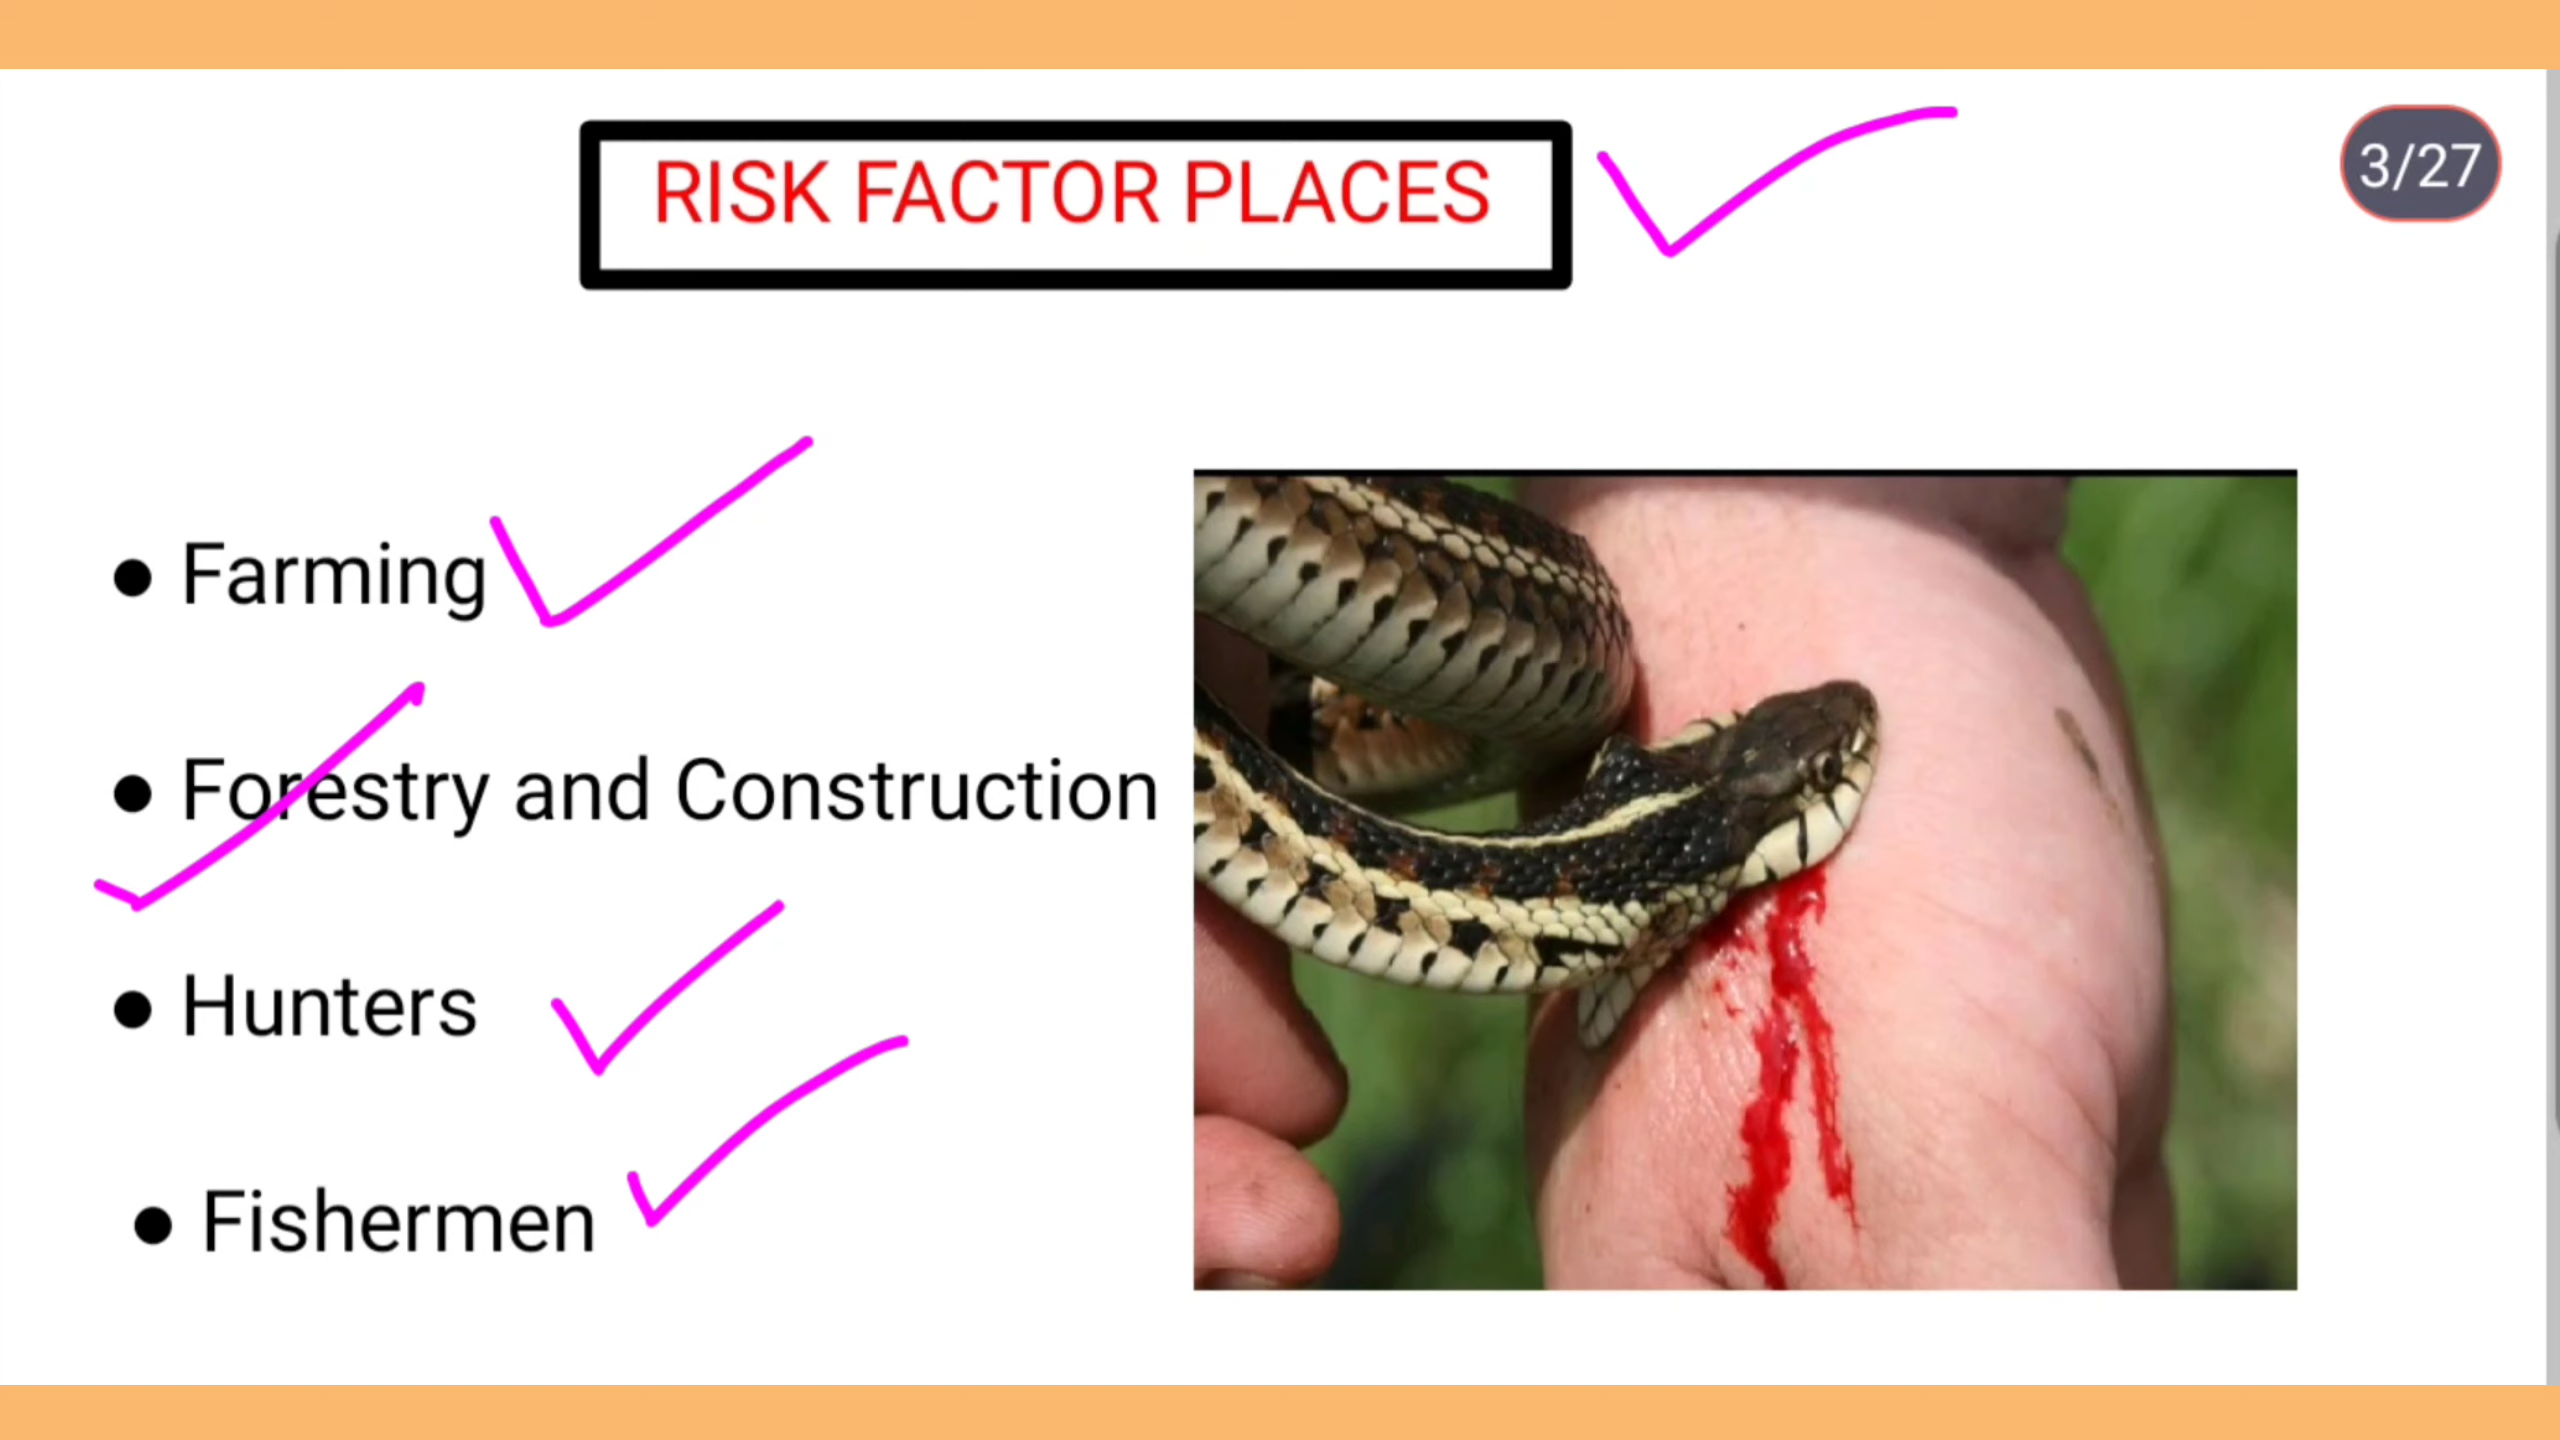 RISK FACTOR PLACES
3/27
● Farming
● Forestry and Construction
● Hunters
● Fishermen